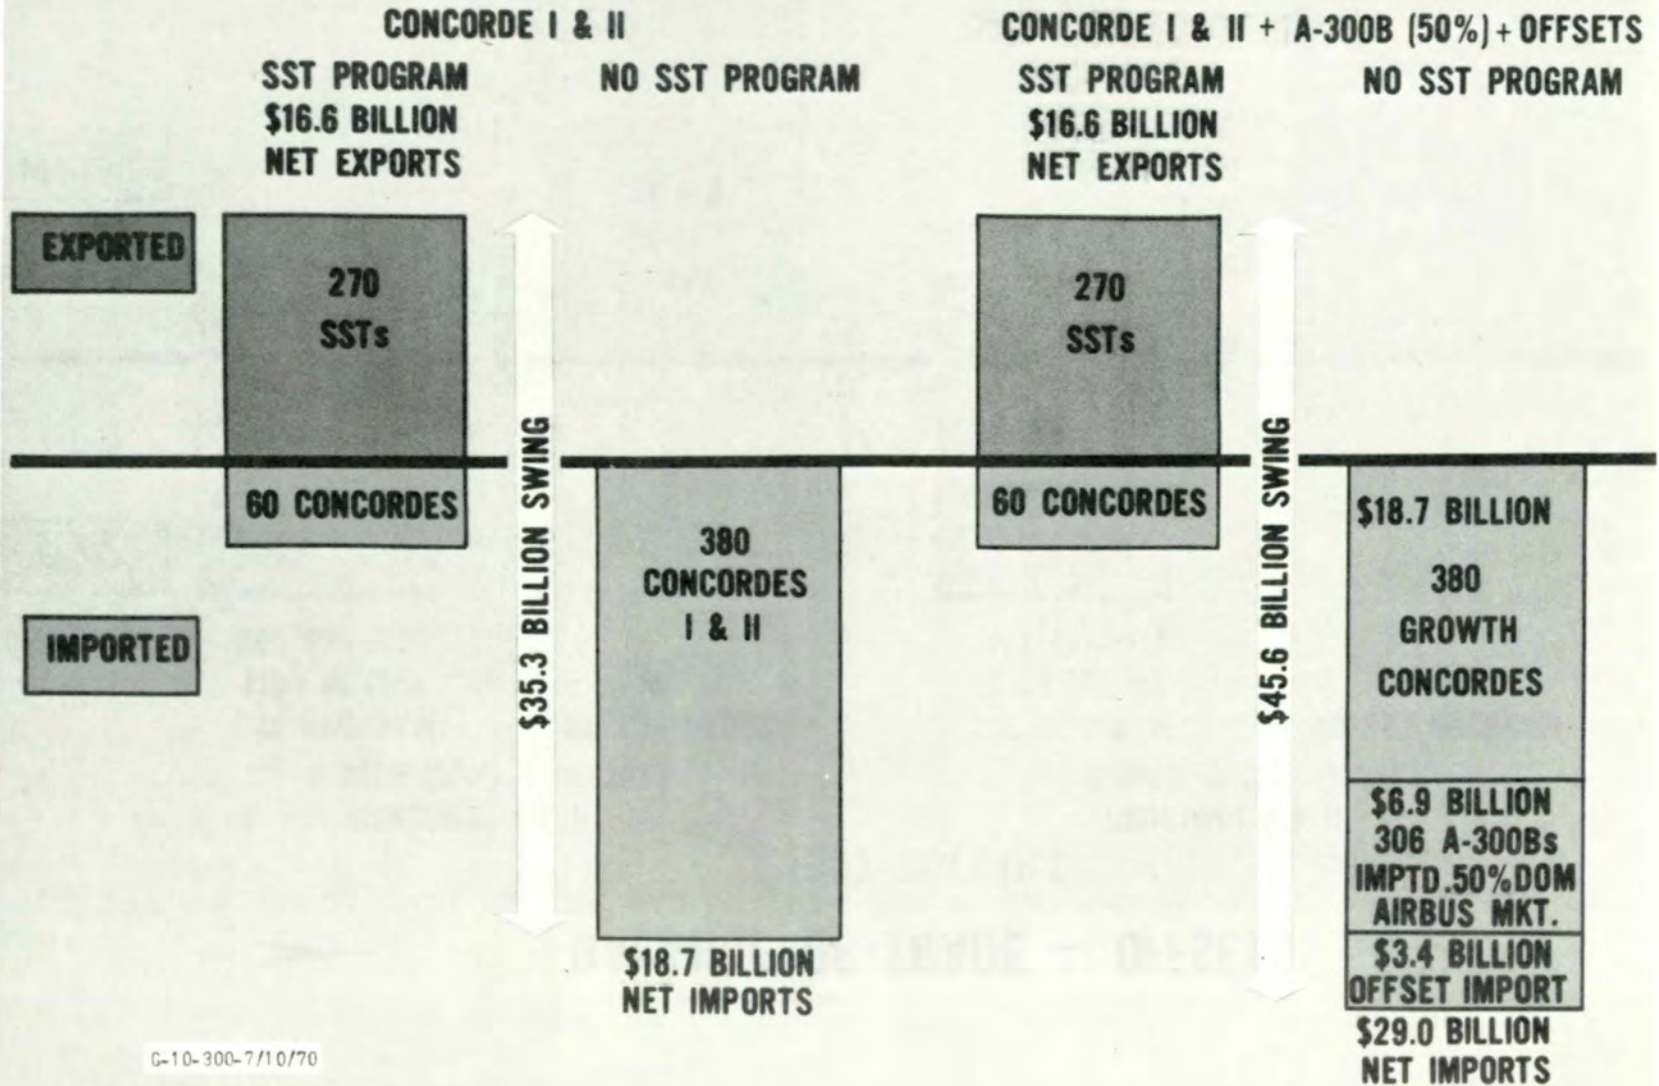 CONCORDE I & II
SST PROGRAM
$16.6 BILLION
NET EXPORTS
NO SST PROGRAM
EXPORTED
270
SSTs
60 CONCORDES
$35.3 BILLION SWING
380
CONCORDES
I & II
$18.7 BILLION
NET IMPORTS
IMPORTED
CONCORDE I & II + A-300B (50%) + OFFSETS
SST PROGRAM
$16.6 BILLION
NET EXPORTS
NO SST PROGRAM
270
SSTs
60 CONCORDES
$45.6 BILLION SWING
$18.7 BILLION
380
GROWTH
CONCORDES
$6.9 BILLION
306 A-300Bs
IMPTD.50%DOM
AIRBUS MKT.
$3.4 BILLION
OFFSET IMPORT
$29.0 BILLION
NET IMPORTS
G-10-300-7/10/70